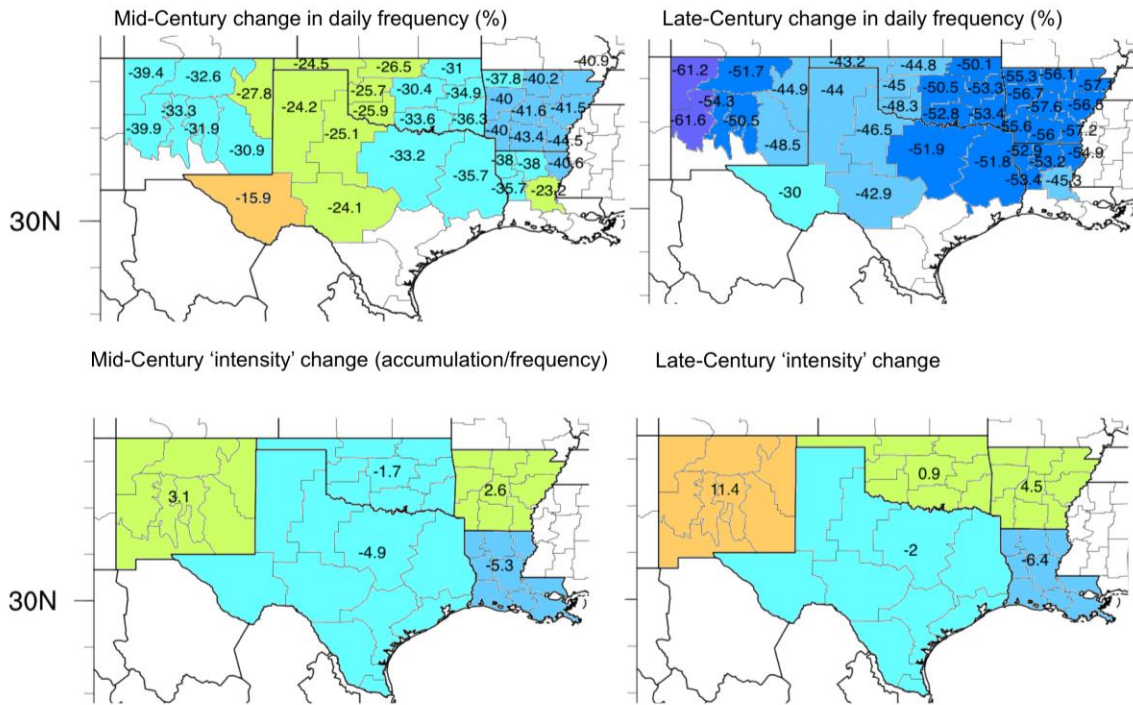 Mid-Century change in daily frequency (%)
Late-Century change in daily frequency (%)
-40.9
-24.5 -26.5 -31
-39.4 -32.6 -37.8 -40.2
-27.8 -24.2 -25.7 -30.4 -34.9 -40 -41.6 -41.5
-33.3 -25.9
-39.9 -31.9 -25.1 -33.6 -36.3 -40 -43.4 -44.5
-30.9 -33.2 -38 -38 -40.6
-35.7 -35.7 -23.2
-15.9 -24.1
30N
-43.2 -44.8 -50.1
-61.2 -51.7 -55.3 -56.1
-44.9 -44 -45 -50.5 -53.3 -56.7 -57.6 -56.8
-54.3 -48.3
-61.6 -50.5 -46.5 -52.8 -53.4 -55.6 -56 -57.2
-48.5 -51.9 -51.8 -52.9 -53.2 -54.9
-53.4 -45.3
-30 -42.9
Mid-Century ‘intensity’ change (accumulation/frequency)
Late-Century ‘intensity’ change
3.1 -1.7 2.6
-4.9 -5.3
30N
11.4 0.9 4.5
-2 -6.4